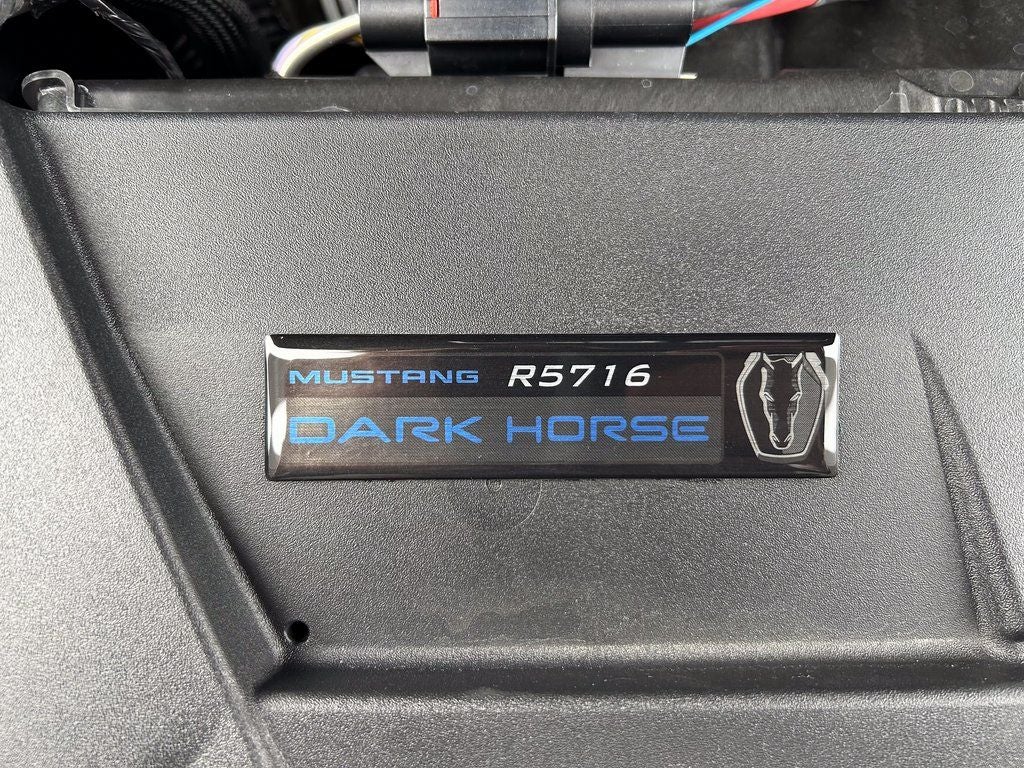 MUSTANG R5716
DARK HORSE